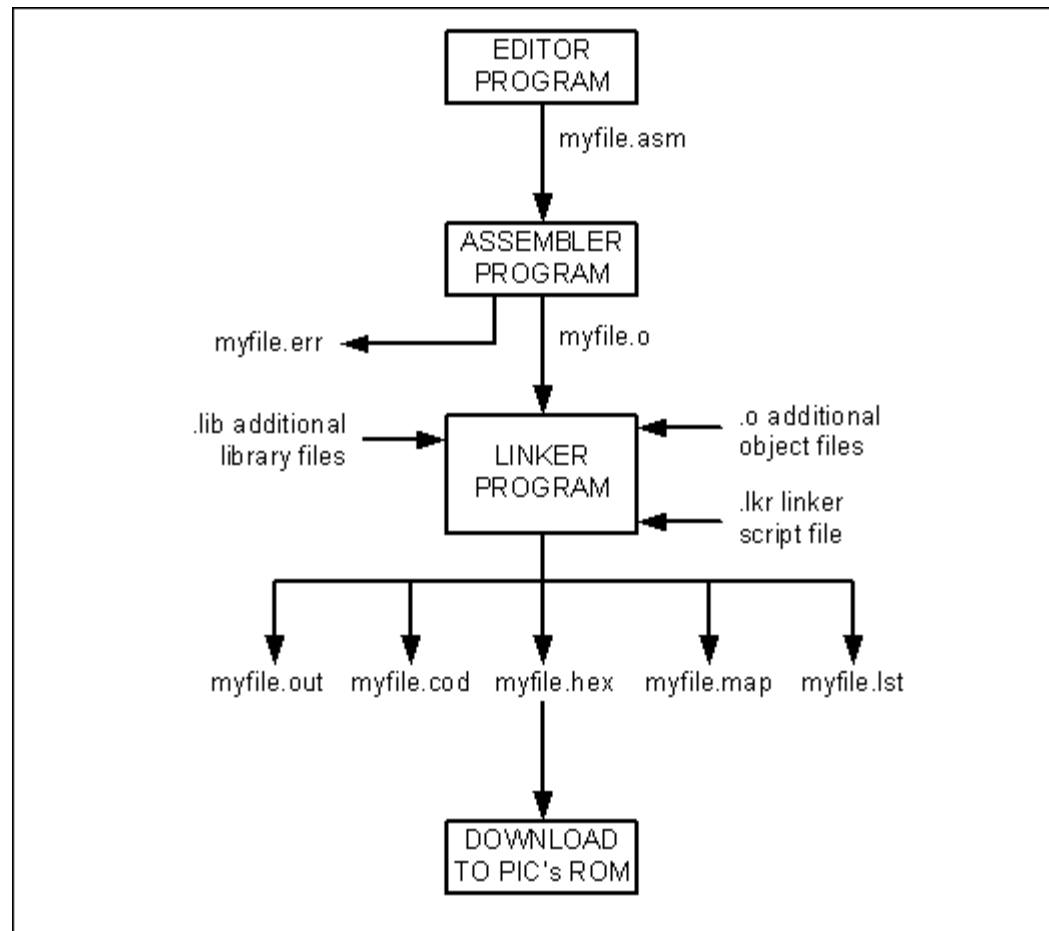 EDITOR
PROGRAM
myfile.asm
ASSEMBLER
PROGRAM
myfile.err
myfile.o
.lib additional
library files
LINKER
PROGRAM
.o additional
object files
.lkr linker
script file
myfile.out
myfile.cod
myfile.hex
myfile.map
myfile.lst
DOWNLOAD
TO PIC's ROM